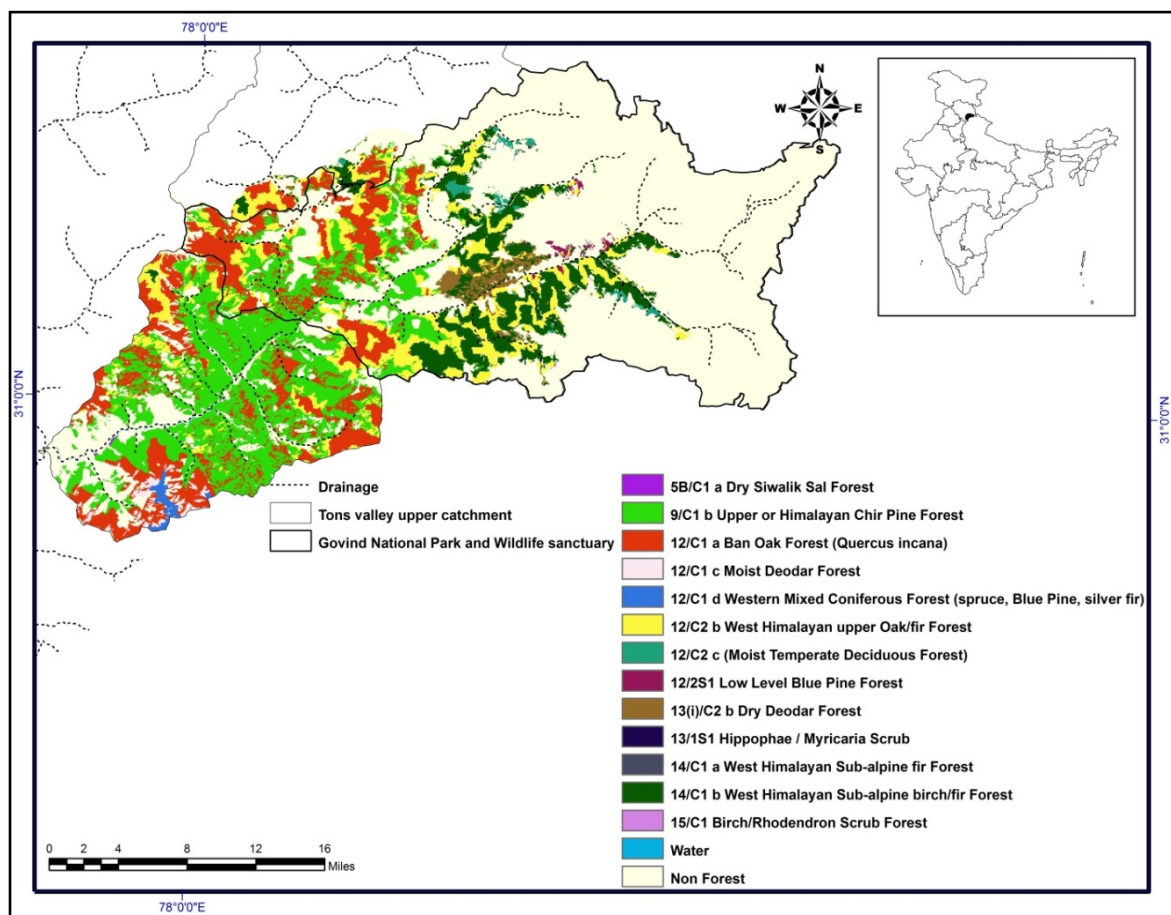 78°0'0"E
N
W E
S
31°0'0"N
31°0'0"N
Drainage
Tons valley upper catchment
Govind National Park and Wildlife sanctuary
5B/C1 a Dry Siwalik Sal Forest
9/C1 b Upper or Himalayan Chir Pine Forest
12/C1 a Ban Oak Forest (Quercus incana)
12/C1 c Moist Deodar Forest
12/C1 d Western Mixed Coniferous Forest (spruce, Blue Pine, silver fir)
12/C2 b West Himalayan upper Oak/fir Forest
12/C2 c (Moist Temperate Deciduous Forest)
12/2S1 Low Level Blue Pine Forest
13(i)/C2 b Dry Deodar Forest
13/1S1 Hippophae / Myricaria Scrub
14/C1 a West Himalayan Sub-alpine fir Forest
14/C1 b West Himalayan Sub-alpine birch/fir Forest
15/C1 Birch/Rhodendron Scrub Forest
Water
Non Forest
0 2 4 8 12 16
Miles
78°0'0"E